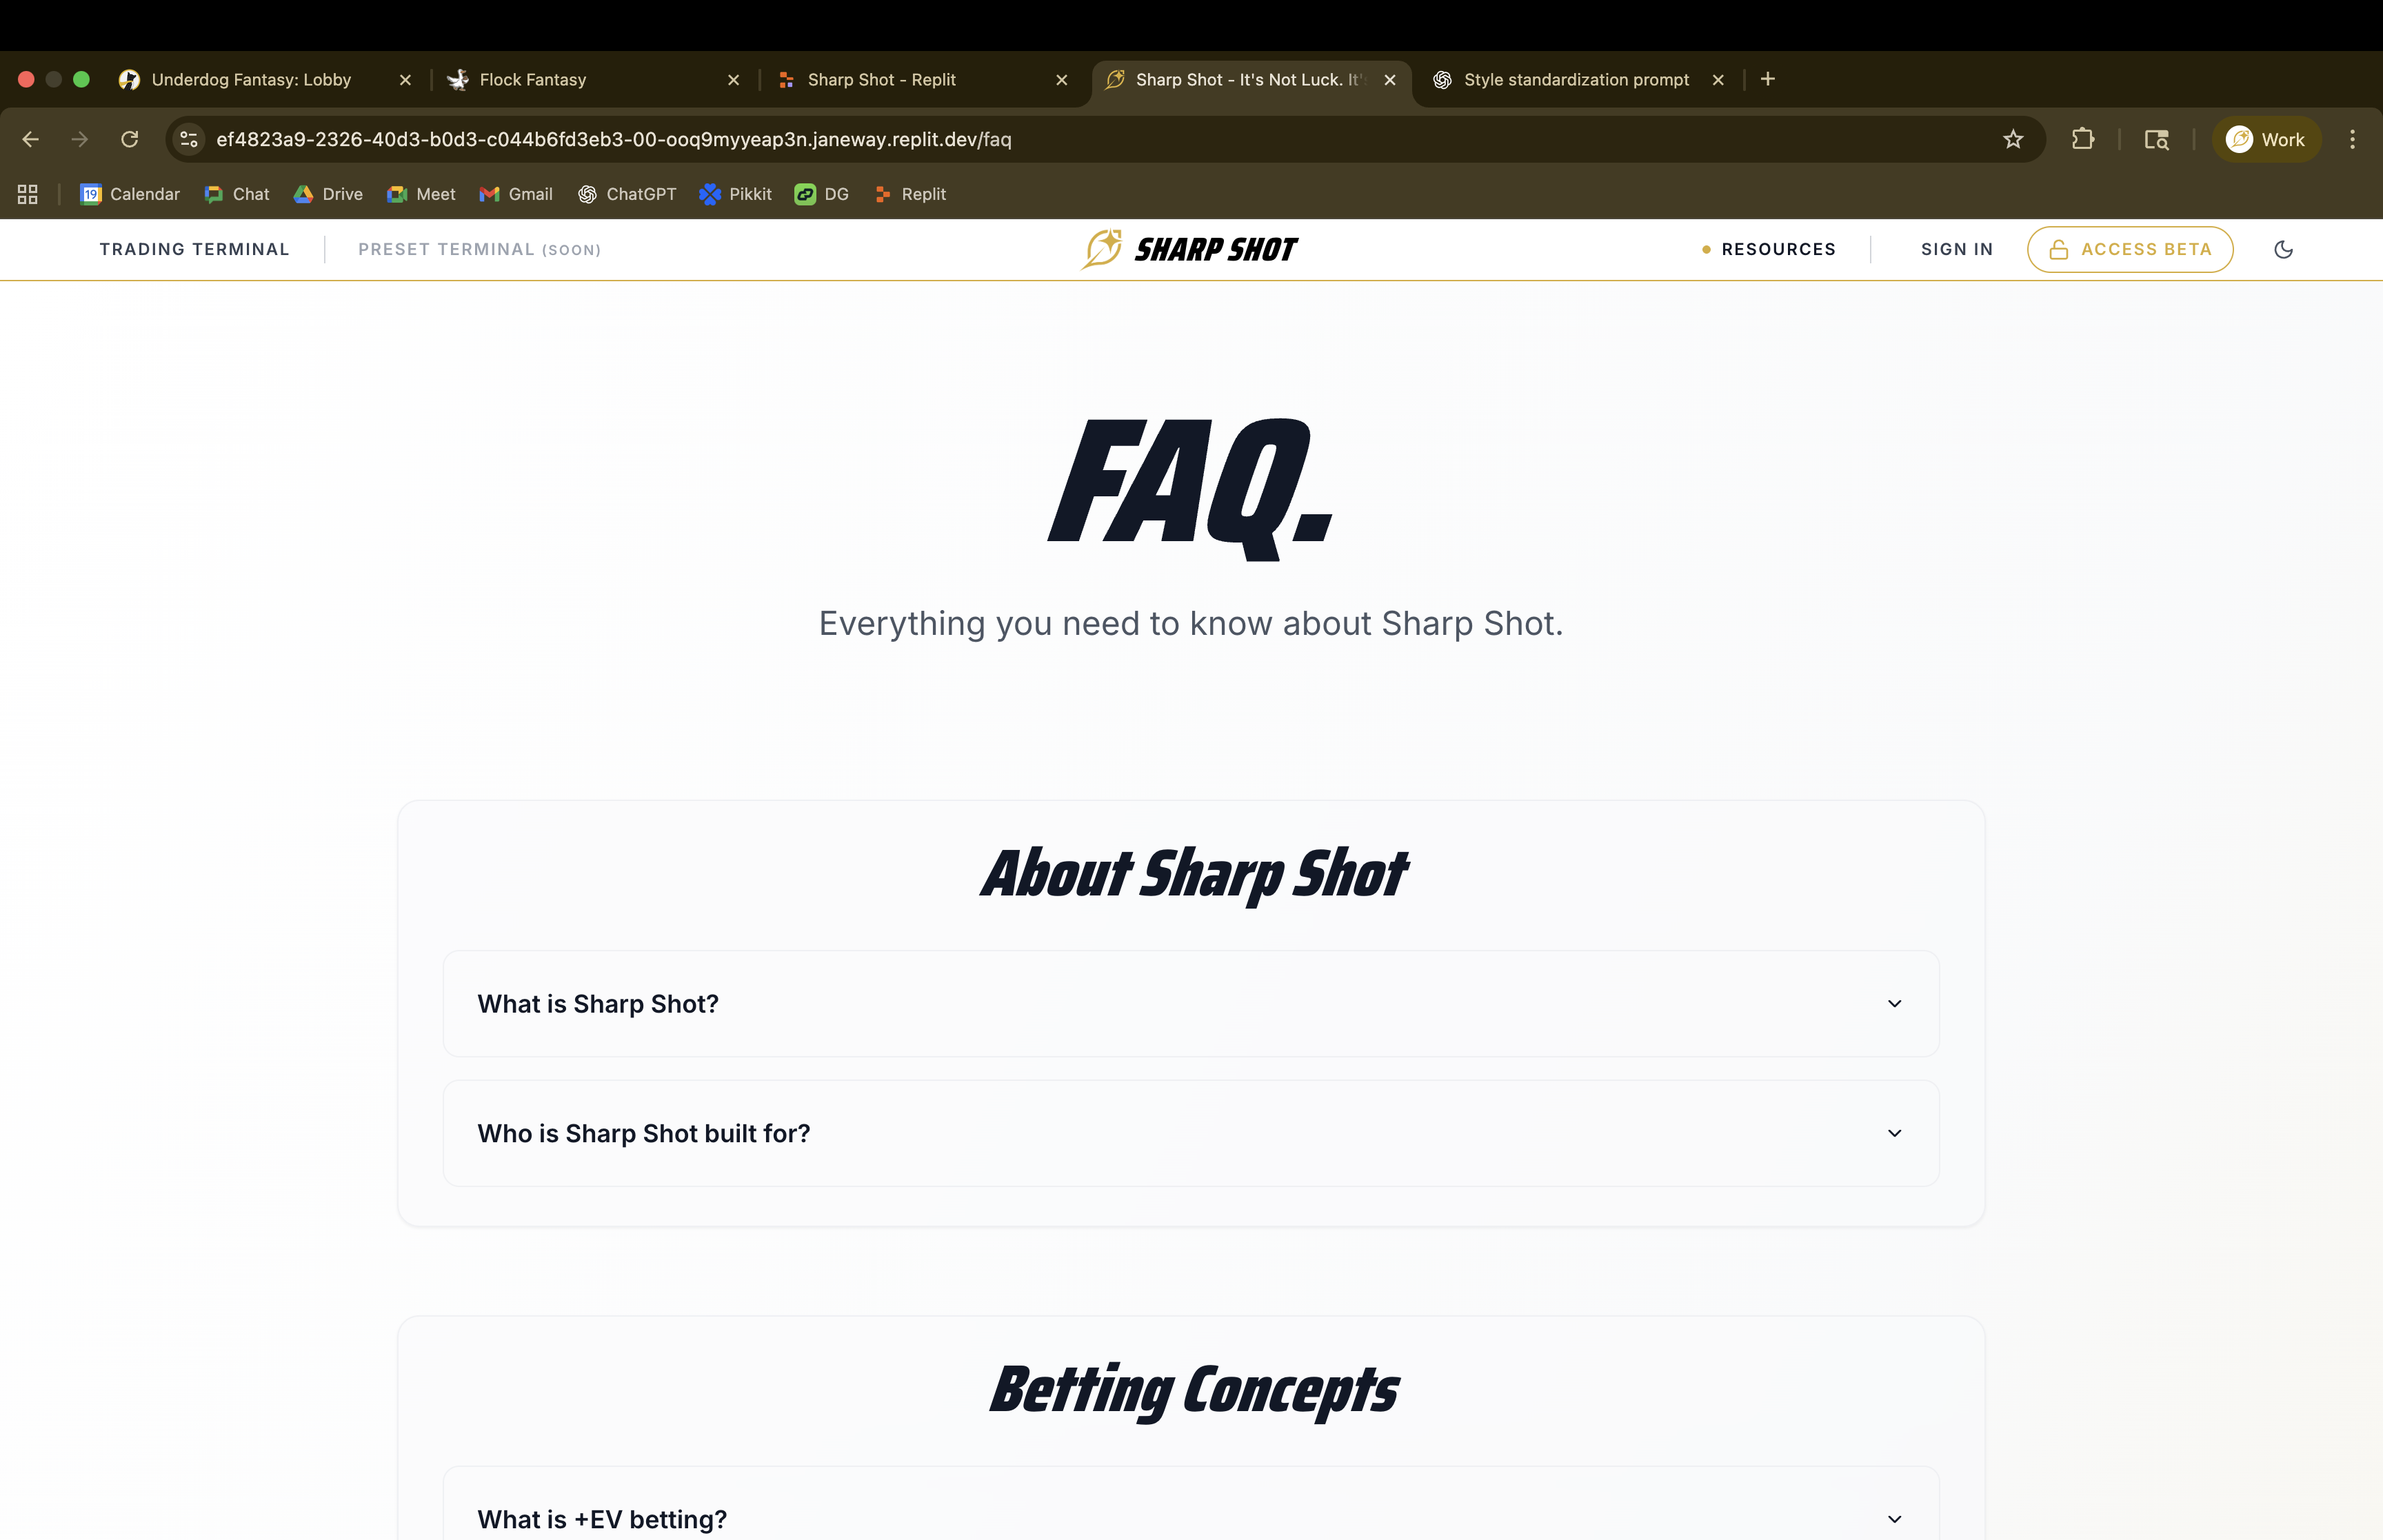 Underdog Fantasy: Lobby
Flock Fantasy
Sharp Shot - Replit
Sharp Shot - It's Not Luck. It's
Style standardization prompt
ef4823a9-2326-40d3-b0d3-c044b6fd3eb3-00-ooq9myyeap3n.janeway.replit.dev/faq
Work
19
Calendar
Chat
Drive
Meet
Gmail
ChatGPT
Pikkit
DG
Replit
TRADING TERMINAL
PRESET TERMINAL (SOON)
SHARP SHOT
RESOURCES
SIGN IN
ACCESS BETA
FAQ.
Everything you need to know about Sharp Shot.
About Sharp Shot
What is Sharp Shot?
Who is Sharp Shot built for?
Betting Concepts
What is +EV betting?